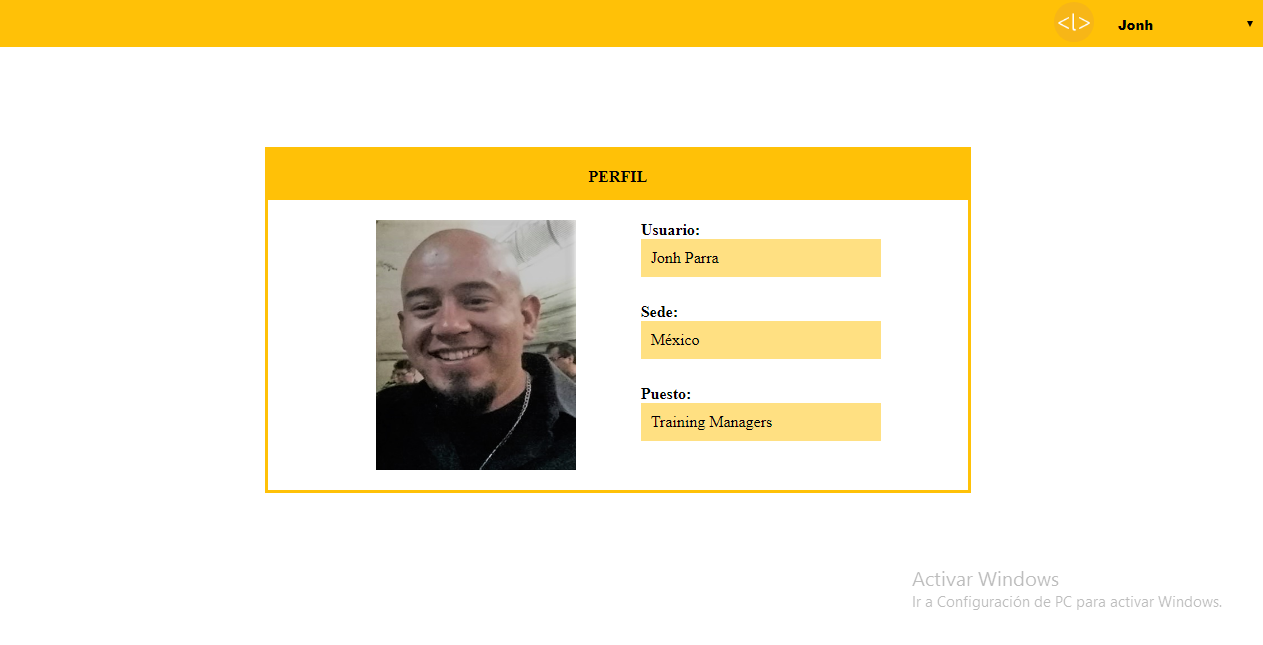 <[>
Jonh
PERFIL
Usuario:
Jonh Parra
Sede:
México
Puesto:
Training Managers
Activar Windows
Ir a Configuración de PC para activar Windows.